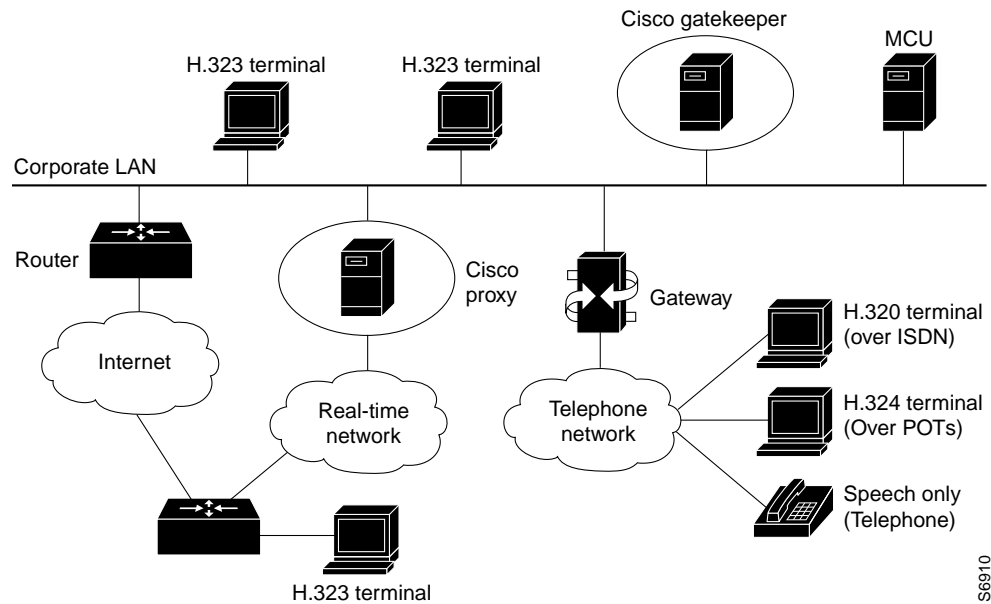 Cisco gatekeeper
MCU
H.323 terminal
H.323 terminal
Corporate LAN
Router
Cisco
proxy
Gateway
H.320 terminal
(over ISDN)
Internet
Real-time
network
Telephone
network
H.324 terminal
(Over POTs)
Speech only
(Telephone)
H.323 terminal
S6910